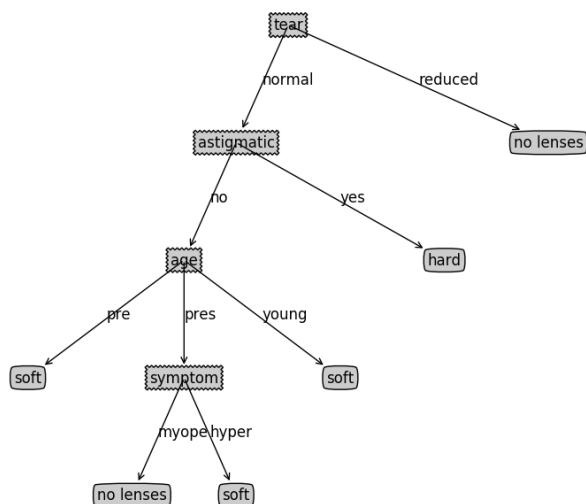 tear
normal
reduced
astigmatic
no lenses
no
yes
age
hard
pre
pres
young
soft
symptom
soft
myope
hyper
no lenses
soft